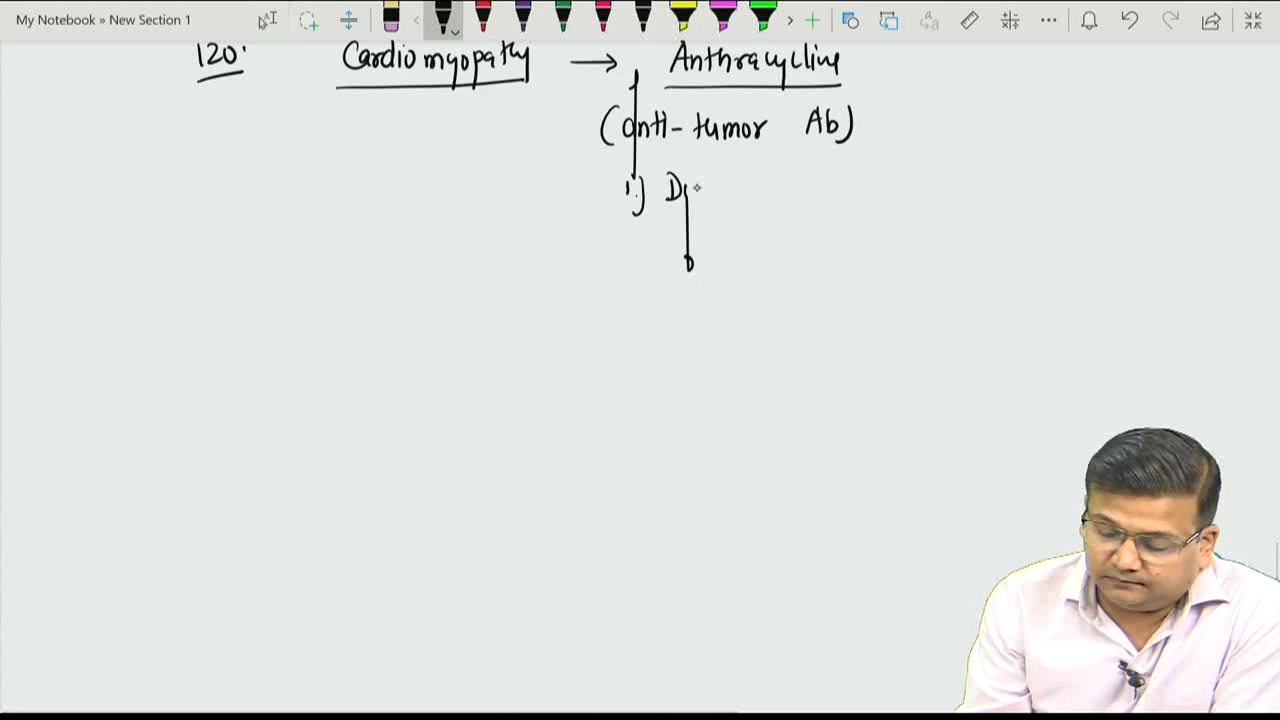 My Notebook » New Section 1
120. Cardiomyopathy → Anthracycline
(anti-tumor Ab)
1.) D